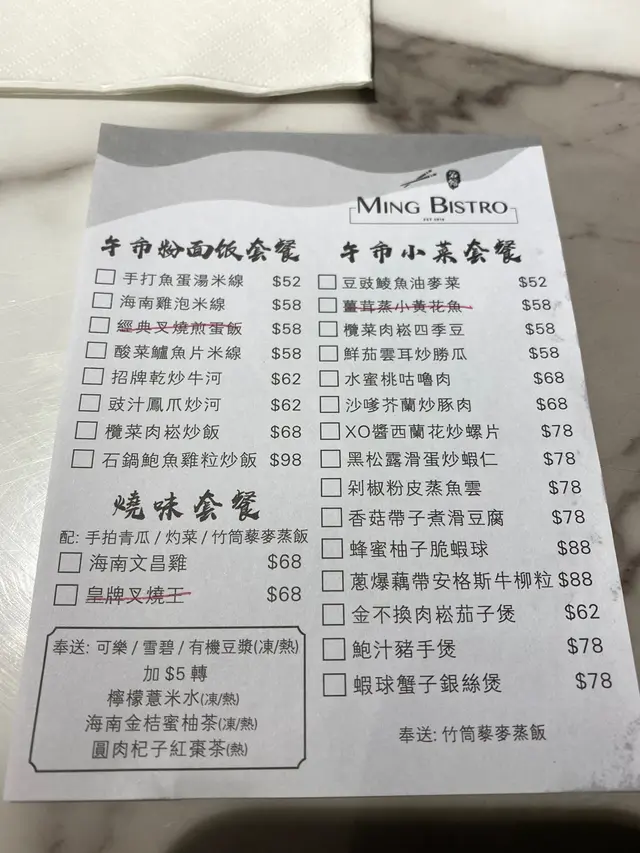 MING BISTRO
午市粉面饭套餐
手打魚蛋湯米線 $52
海南雞泡米線 $58
經典叉燒煎蛋飯 $58
酸菜鱸魚片米線 $58
招牌乾炒牛河 $62
豉汁鳳爪炒河 $62
欖菜肉崧炒飯 $68
石鍋鮑魚雞粒炒飯 $98
燒味套餐
配: 手拍青瓜 / 灼菜 / 竹筒藜麥蒸飯
海南文昌雞 $68
皇牌叉燒王 $68
奉送: 可樂 / 雪碧 / 有機豆漿(凍/熱)
加 $5 轉
檸檬薏米水(凍/熱)
海南金桔蜜柚茶(凍/熱)
圓肉杞子紅棗茶(熱)
午市小菜套餐
豆豉鯪魚油麥菜 $52
薑茸蒸小黃花魚 $58
欖菜肉崧四季豆 $58
鮮茄雲耳炒勝瓜 $58
水蜜桃咕嚕肉 $68
沙嗲芥蘭炒豚肉 $68
XO醬西蘭花炒螺片 $78
黑松露滑蛋炒蝦仁 $78
剁椒粉皮蒸魚雲 $78
香菇帶子煮滑豆腐 $78
蜂蜜柚子脆蝦球 $88
蔥爆藕帶安格斯牛柳粒 $88
金不換肉崧茄子煲 $62
鮑汁豬手煲 $78
蝦球蟹子銀絲煲 $78
奉送: 竹筒藜麥蒸飯